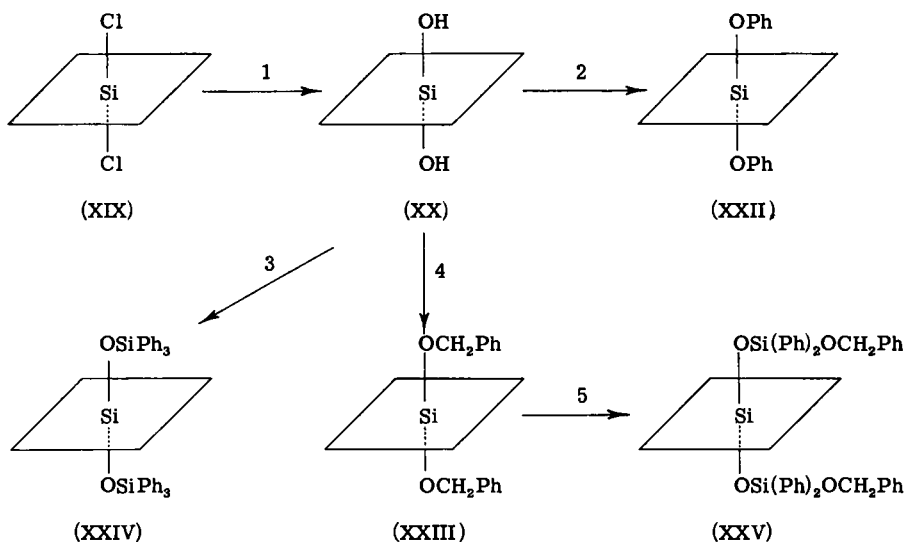 Cl OH OPh
1 2
Si Si Si
Cl OH OPh
(XIX) (XX) (XXII)
3 4
OSiPh₃ OCH₂Ph OSi(Ph)₂OCH₂Ph
5
Si Si Si
OSiPh₃ OCH₂Ph OSi(Ph)₂OCH₂Ph
(XXIV) (XXIII) (XXV)